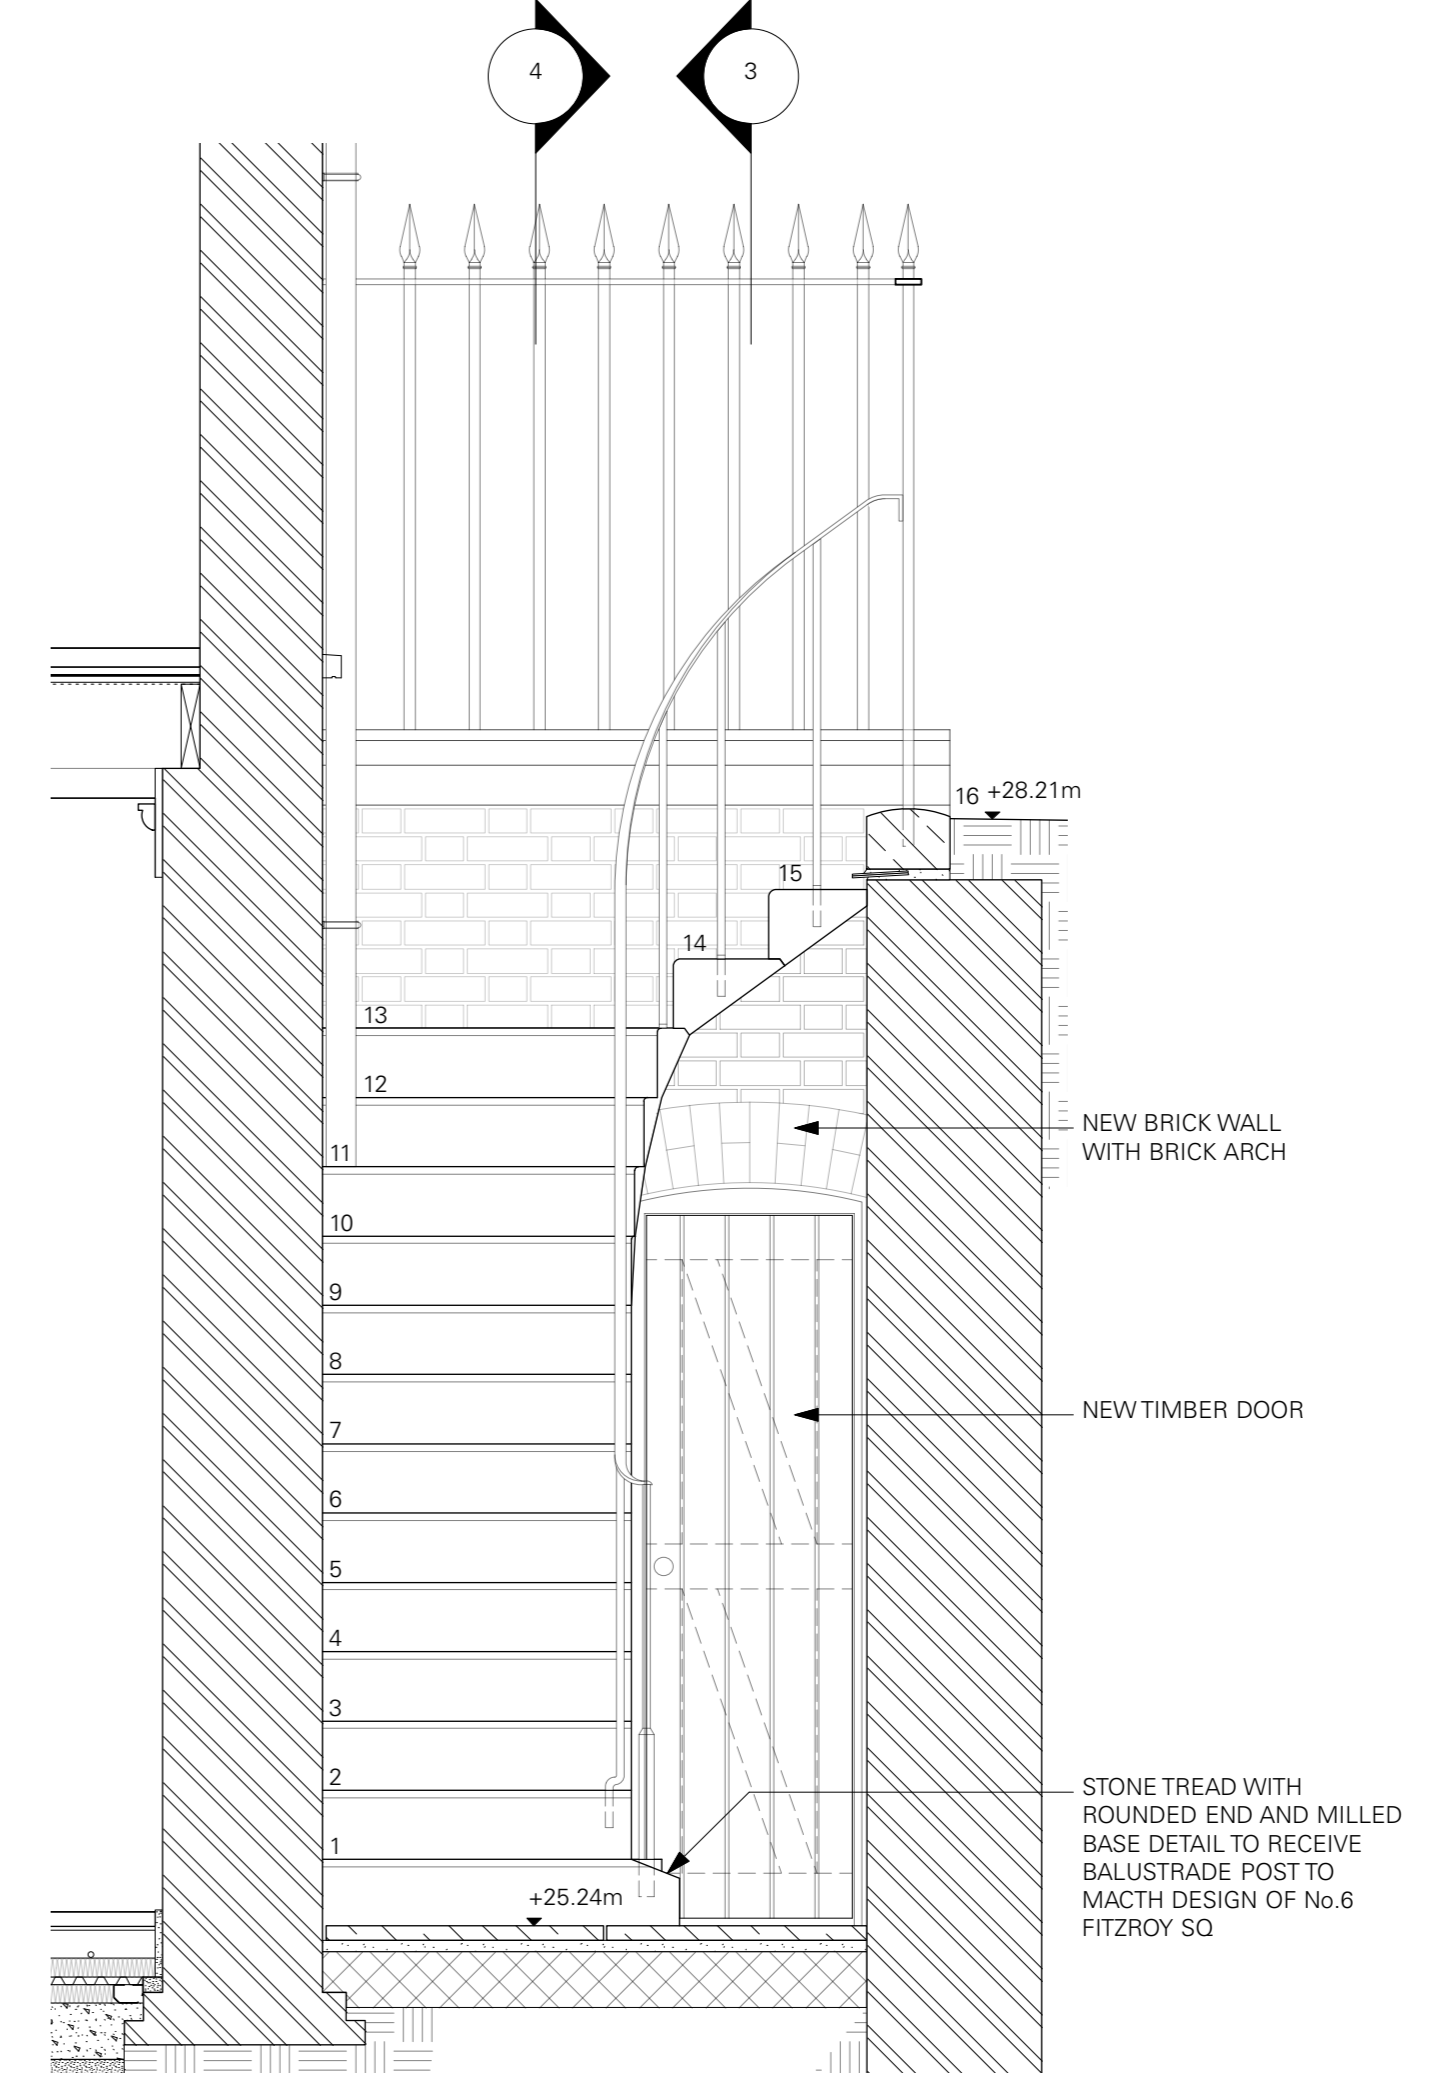 4
3
16 +28.21m
15
14
13
12
11
10
9
8
7
6
5
4
3
2
1
+25.24m
NEW BRICK WALL
WITH BRICK ARCH
NEW TIMBER DOOR
STONE TREAD WITH
ROUNDED END AND MILLED
BASE DETAIL TO RECEIVE
BALUSTRADE POST TO
MACTH DESIGN OF No.6
FITZROY SQ